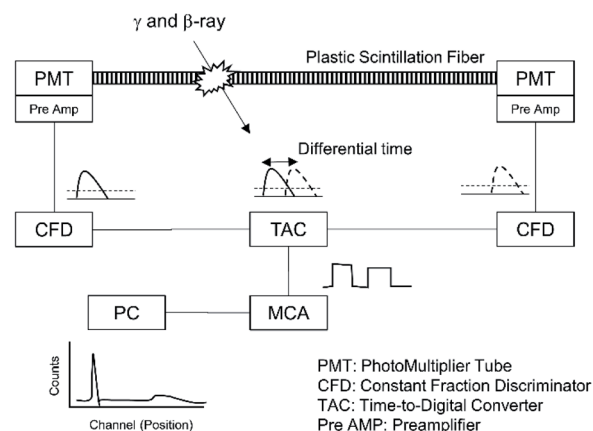 γ and β-ray
Plastic Scintillation Fiber
PMT
PMT
Pre Amp
Pre Amp
Differential time
CFD
TAC
CFD
PC
MCA
Counts
Channel (Position)
PMT: PhotoMultiplier Tube
CFD: Constant Fraction Discriminator
TAC: Time-to-Digital Converter
Pre AMP: Preamplifier